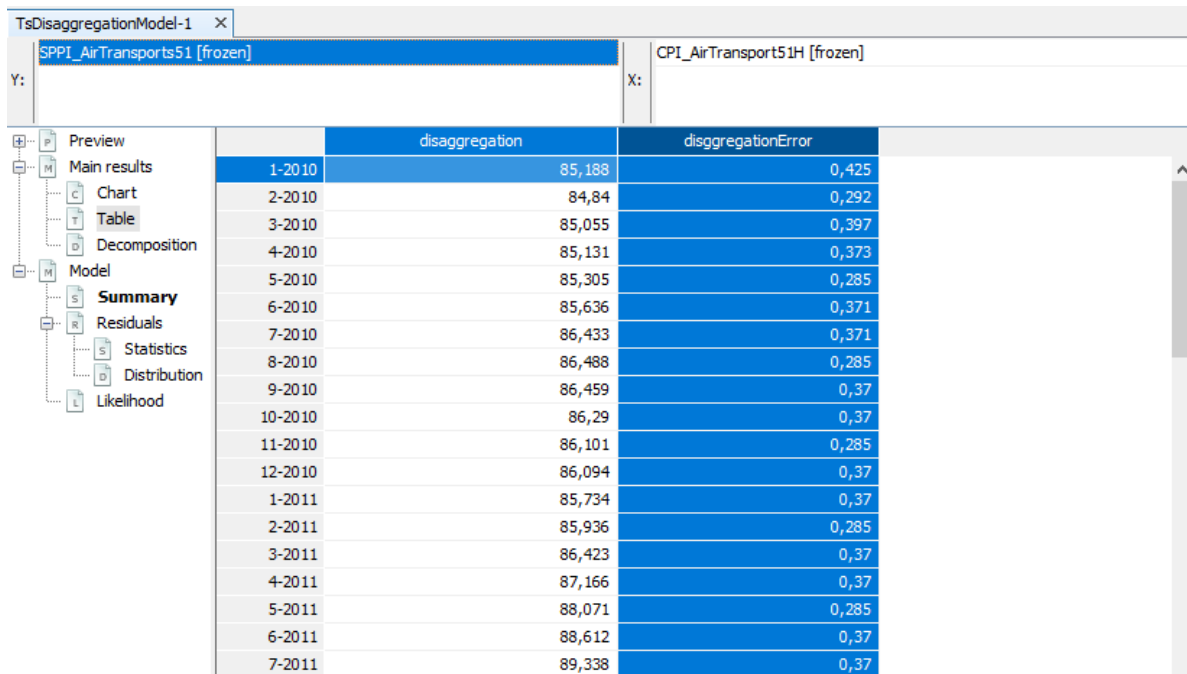 TsDisaggregationModel-1 X
Y: SPPI_AirTransports51 [frozen] X: CPI_AirTransport51H [frozen]
P Preview
M Main results
C Chart
T Table
D Decomposition
M Model
S Summary
R Residuals
S Statistics
D Distribution
L Likelihood
disaggregation disggregationError
1-2010 85,188 0,425
2-2010 84,84 0,292
3-2010 85,055 0,397
4-2010 85,131 0,373
5-2010 85,305 0,285
6-2010 85,636 0,371
7-2010 86,433 0,371
8-2010 86,488 0,285
9-2010 86,459 0,37
10-2010 86,29 0,37
11-2010 86,101 0,285
12-2010 86,094 0,37
1-2011 85,734 0,37
2-2011 85,936 0,285
3-2011 86,423 0,37
4-2011 87,166 0,37
5-2011 88,071 0,285
6-2011 88,612 0,37
7-2011 89,338 0,37